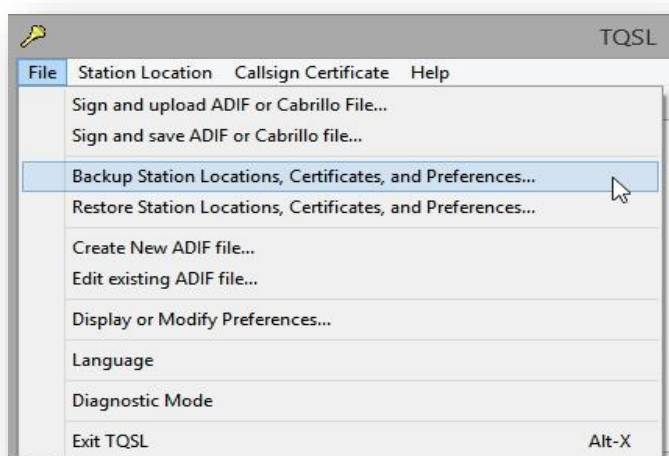 TQSL
File Station Location Callsign Certificate Help
Sign and upload ADIF or Cabrillo File...
Sign and save ADIF or Cabrillo file...
Backup Station Locations, Certificates, and Preferences...
Restore Station Locations, Certificates, and Preferences...
Create New ADIF file...
Edit existing ADIF file...
Display or Modify Preferences...
Language
Diagnostic Mode
Exit TQSL Alt-X